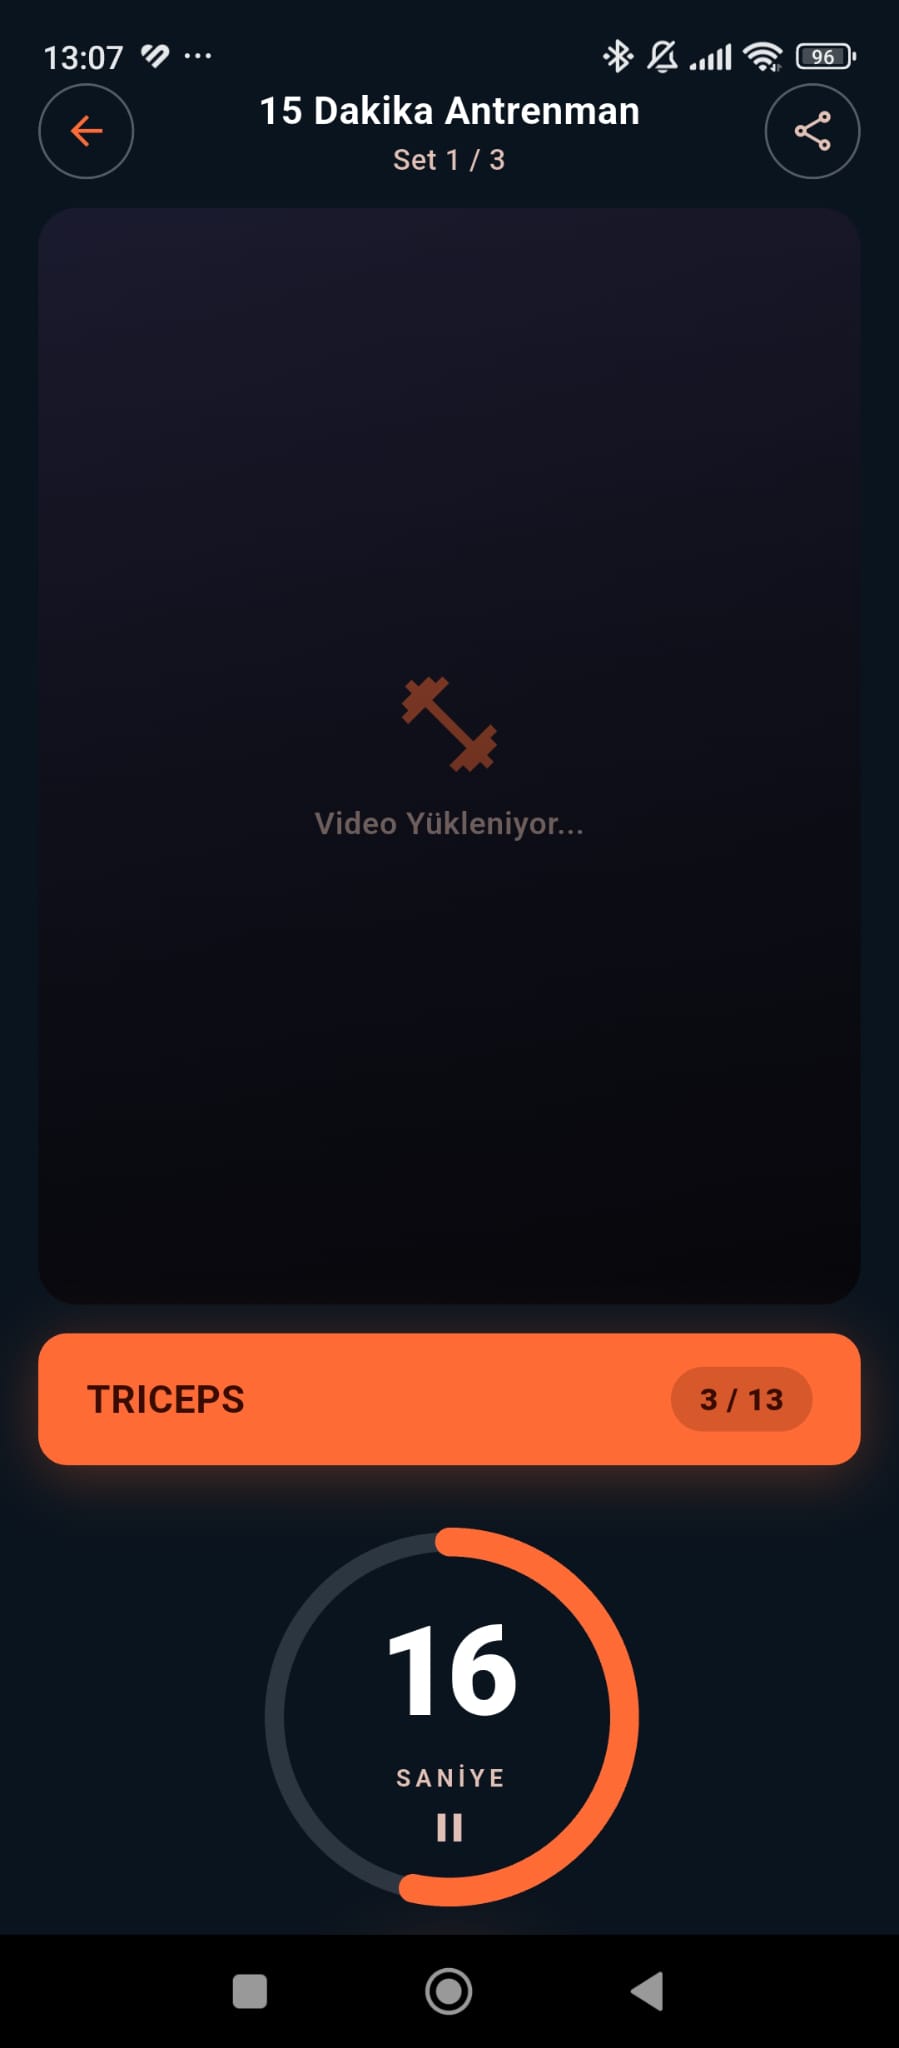 13:07
96
15 Dakika Antrenman
Set 1 / 3
Video Yükleniyor...
TRICEPS
3 / 13
16
SANİYE